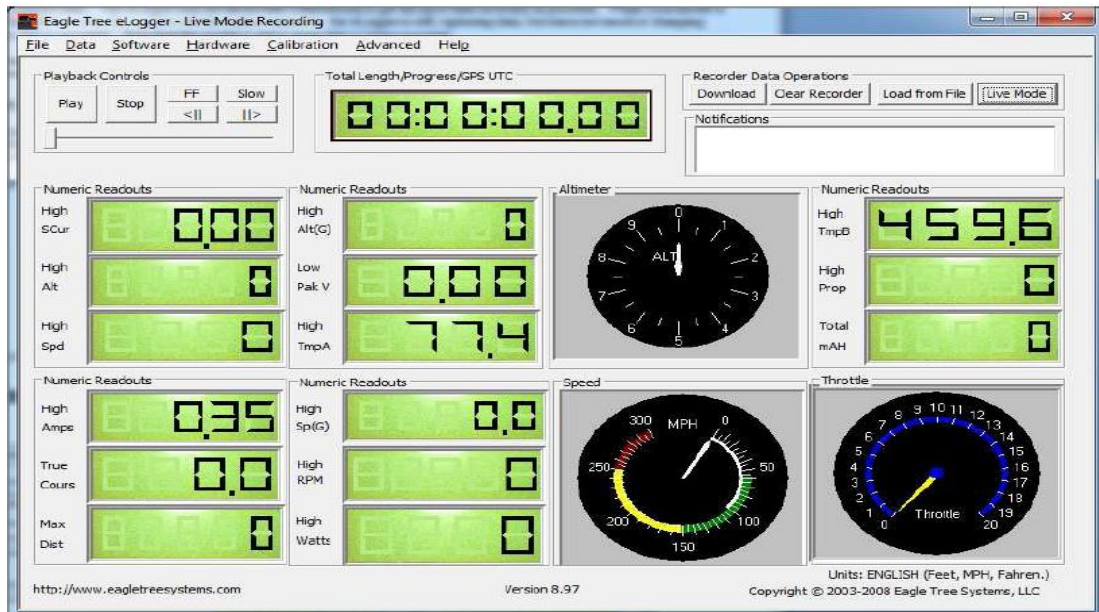 Eagle Tree eLogger - Live Mode Recording
File Data Software Hardware Calibration Advanced Help
Playback Controls
Play Stop FF Slow
<|| ||>
Total Length/Progress/GPS UTC
00:00:00.00
Recorder Data Operations
Download Clear Recorder Load from File Live Mode
Notifications
Numeric Readouts
High SCur 0.00
High Alt 0
High Spd 0
Numeric Readouts
High Alt(G) 0
Low Pak V 0.00
High TmpA 77.4
Altimeter
0
1
2
3
4
5
6
7
8
9
ALT
Numeric Readouts
High TmpB 459.6
High Prop 0
Total mAH 0
Numeric Readouts
High Amps 0.35
True Cours 0.0
Max Dist 0
Numeric Readouts
High Sp(G) 0.0
High RPM 0
High Watts 0
Speed
MPH
0
50
100
150
200
250
300
Throttle
0
1
2
3
4
5
6
7
8
9
10
11
12
13
14
15
16
17
18
19
20
Throttle
Units: ENGLISH (Feet, MPH, Fahren.)
http://www.eagletreesystems.com Version 8.97 Copyright © 2003-2008 Eagle Tree Systems, LLC